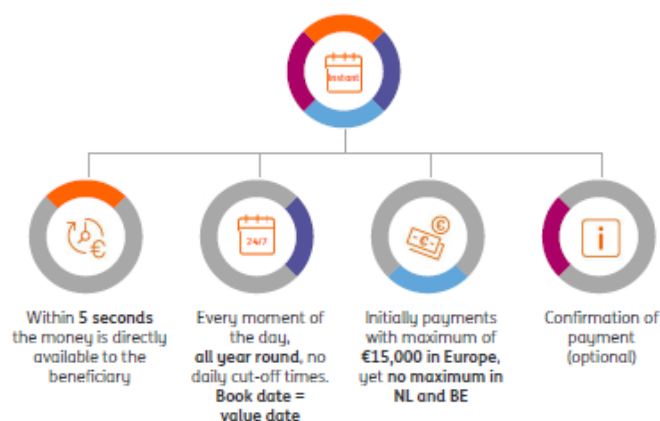 Instant
24/7
Within 5 seconds
the money is directly
available to the
beneficiary
Every moment of
the day,
all year round, no
daily cut-off times.
Book date =
value date
Initially payments
with maximum of
€15,000 in Europe,
yet no maximum in
NL and BE
Confirmation of
payment
(optional)